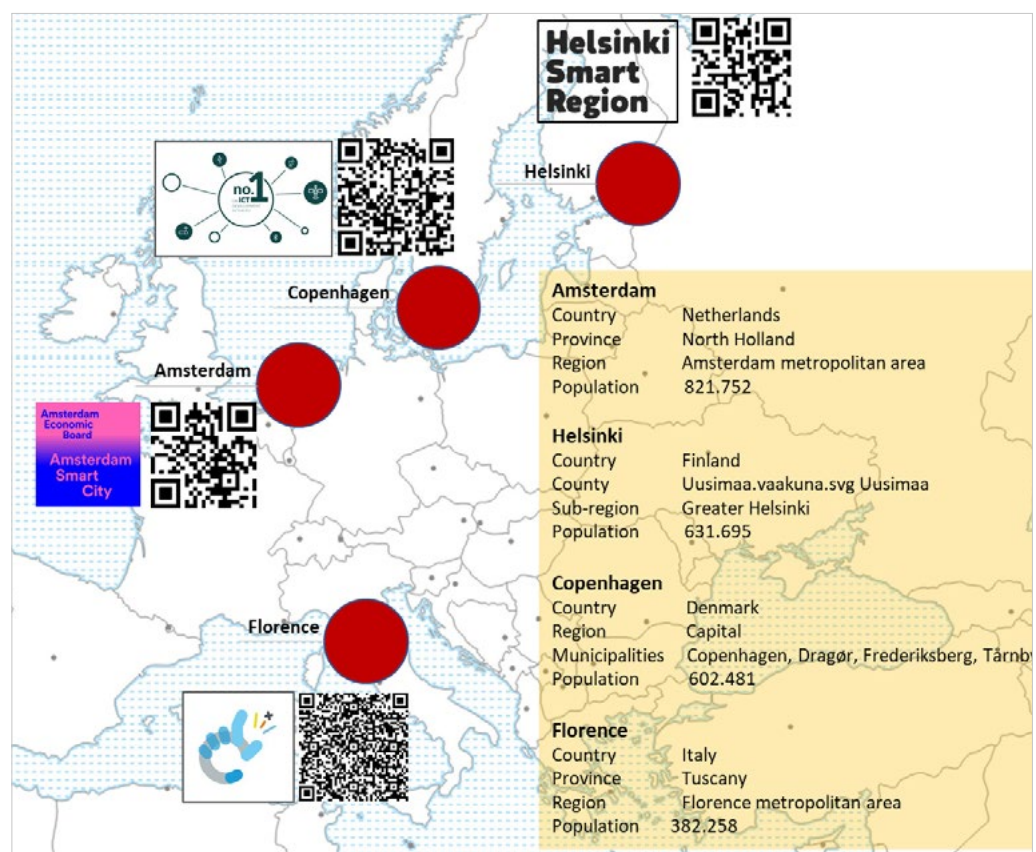 Helsinki
Smart
Region
no.1
ICT
Helsinki
Copenhagen
Amsterdam
Amsterdam
Economic
Board
Amsterdam
Smart
City
Florence
Amsterdam
Country Netherlands
Province North Holland
Region Amsterdam metropolitan area
Population 821.752
Helsinki
Country Finland
County Uusimaa.vaakuna.svg Uusimaa
Sub-region Greater Helsinki
Population 631.695
Copenhagen
Country Denmark
Region Capital
Municipalities Copenhagen, Dragør, Frederiksberg, Tårnby
Population 602.481
Florence
Country Italy
Province Tuscany
Region Florence metropolitan area
Population 382.258